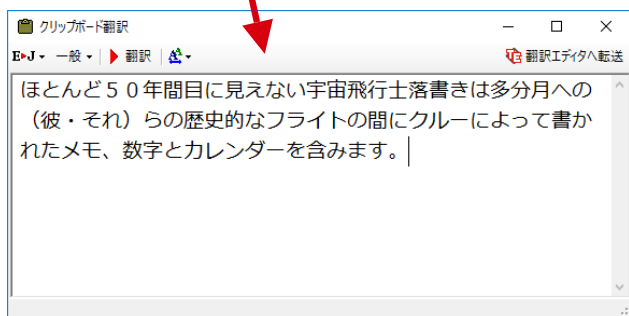 クリップボード翻訳
E▸J 一般 翻訳 翻訳エディタへ転送
ほとんど５０年間目に見えない宇宙飛行士落書きは多分月への
（彼・それ）らの歴史的なフライトの間にクルーによって書か
れたメモ、数字とカレンダーを含みます。